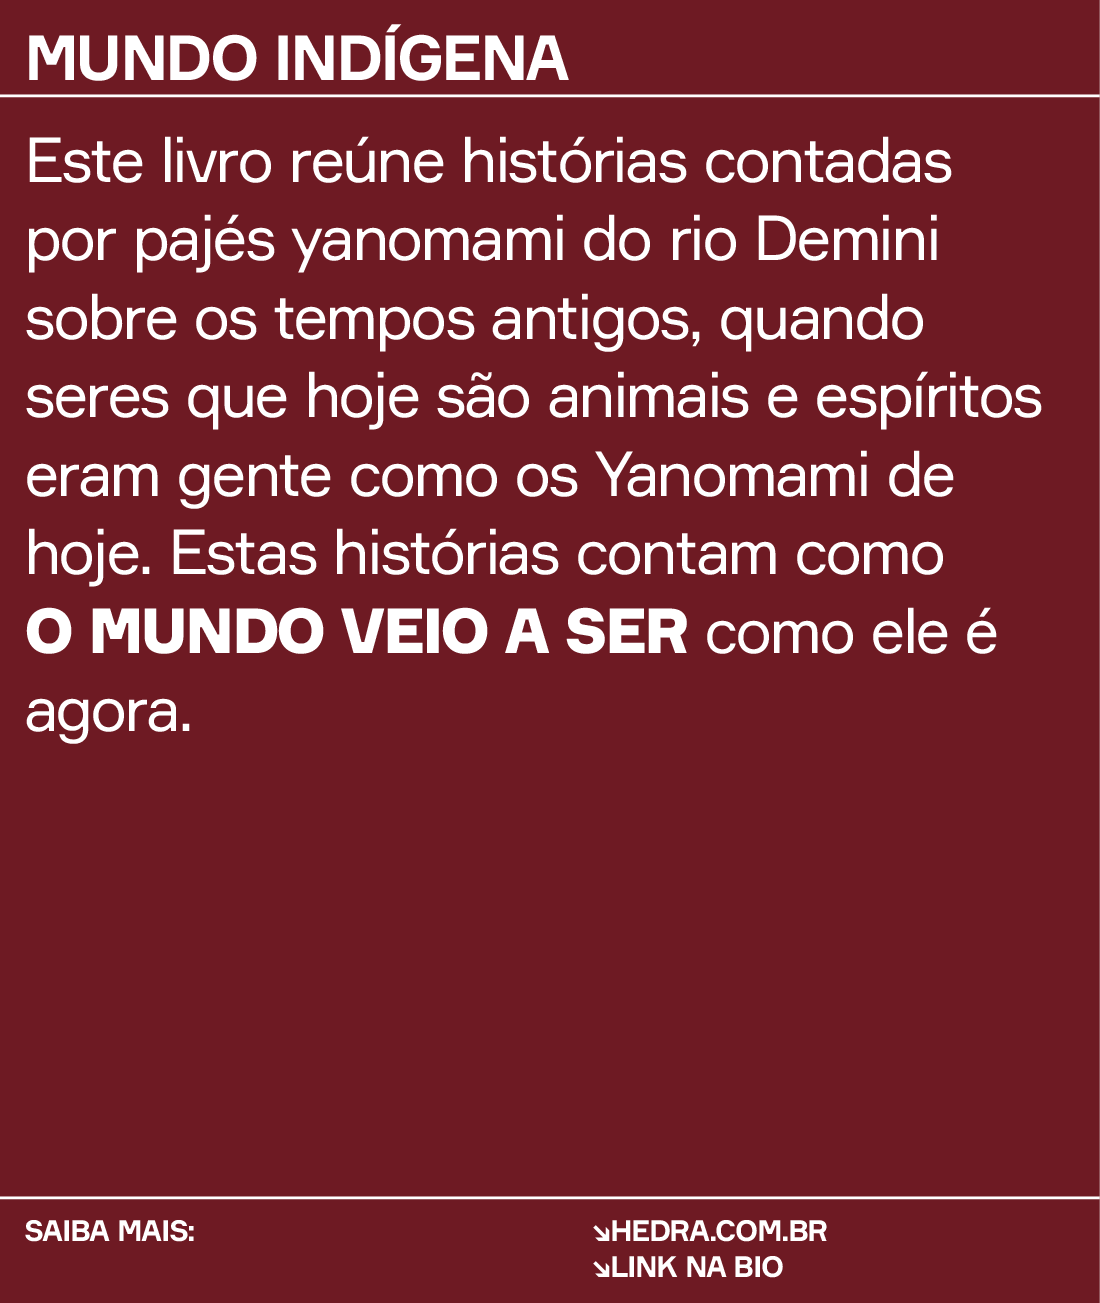 MUNDO INDÍGENA
Este livro reúne histórias contadas
por pajés yanomami do rio Demini
sobre os tempos antigos, quando
seres que hoje são animais e espíritos
eram gente como os Yanomami de
hoje. Estas histórias contam como
O MUNDO VEIO A SER como ele é
agora.
SAIBA MAIS:
↘HEDRA.COM.BR
↘LINK NA BIO